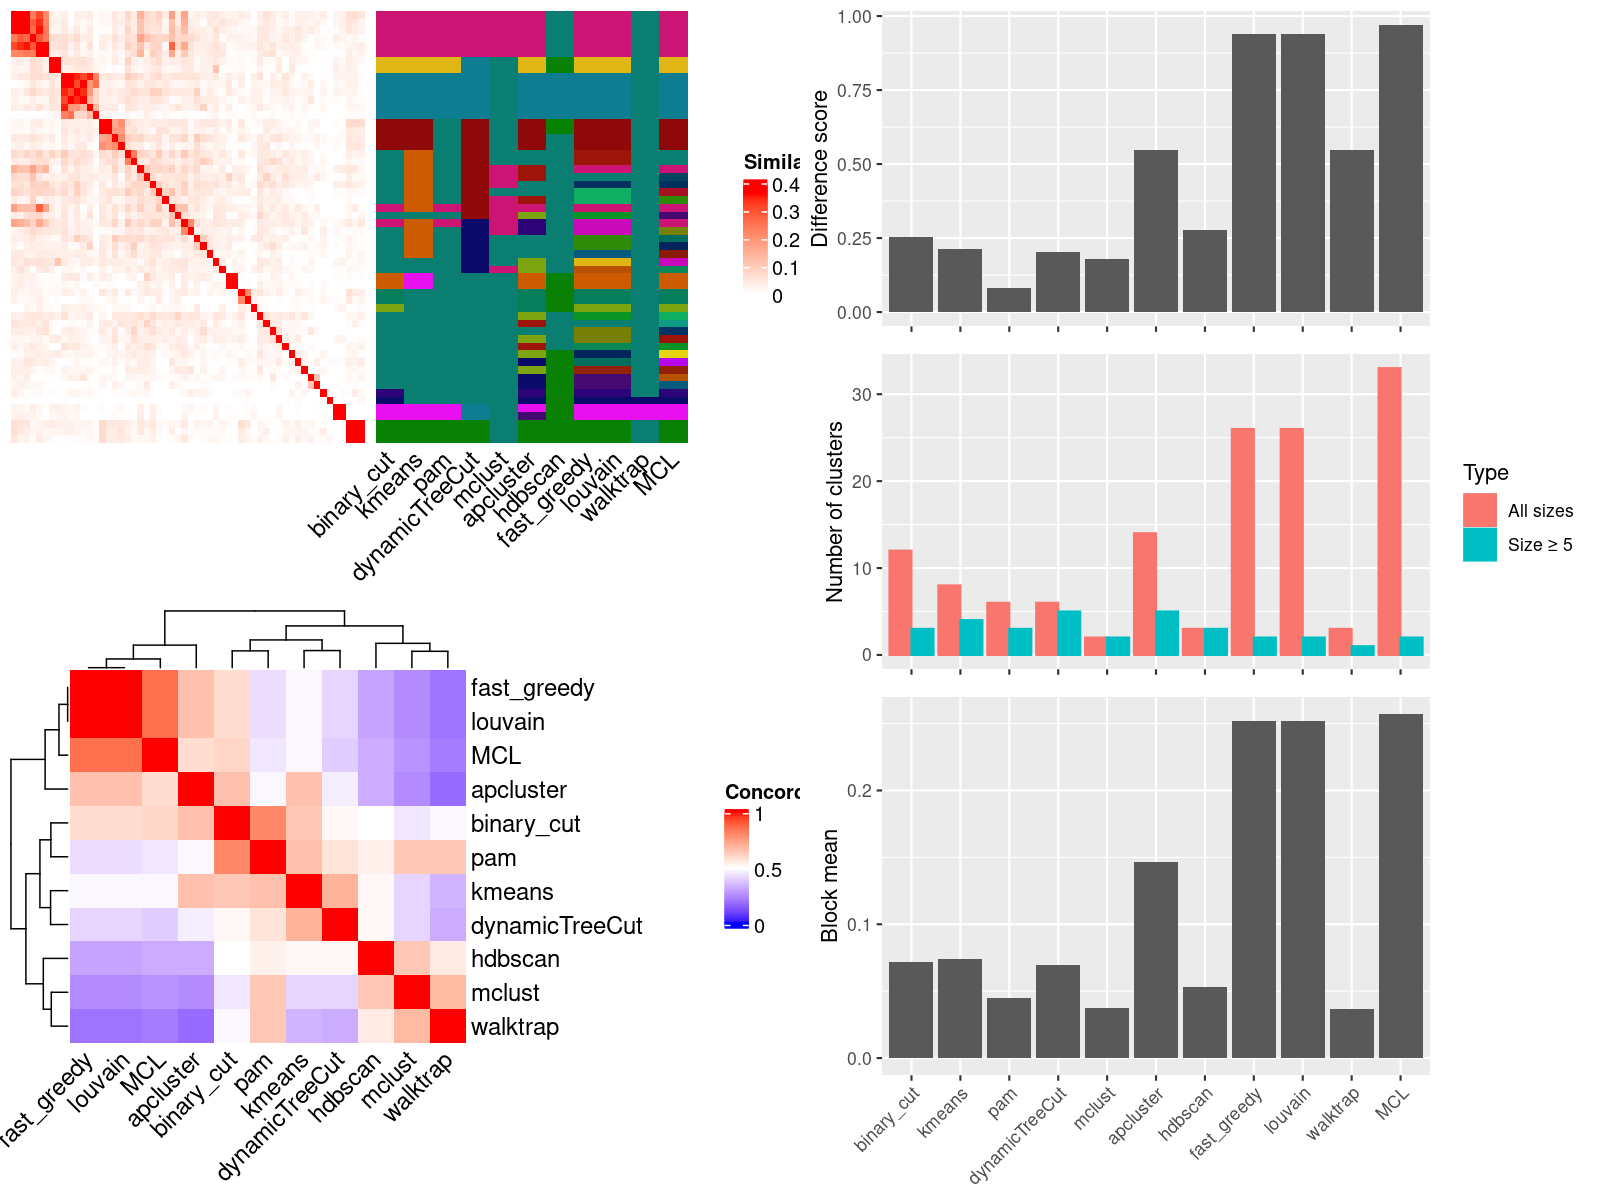 Simila
0.4
0.3
0.2
0.1
0
binary_cut
kmeans
pam
dynamicTreeCut
mclust
apcluster
hdbscan
fast_greedy
louvain
walktrap
MCL
fast_greedy
louvain
MCL
apcluster
binary_cut
pam
kmeans
dynamicTreeCut
hdbscan
mclust
walktrap
fast_greedy
louvain
MCL
apcluster
binary_cut
pam
kmeans
dynamicTreeCut
hdbscan
mclust
walktrap
Concord
1
0.5
0
Difference score
1.00
0.75
0.50
0.25
0.00
Number of clusters
30
20
10
0
Type
All sizes
Size ≥ 5
Block mean
0.2
0.1
0.0
binary_cut
kmeans
pam
dynamicTreeCut
mclust
apcluster
hdbscan
fast_greedy
louvain
walktrap
MCL